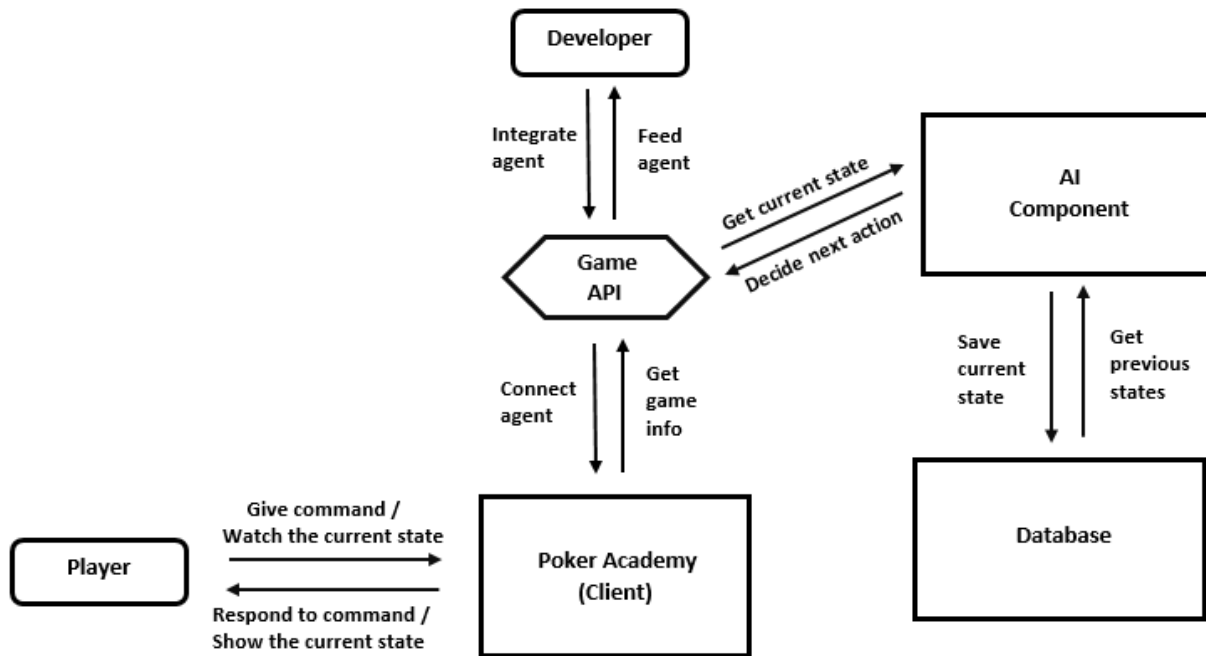 Developer
Integrate
agent
Feed
agent
Get current state
Decide next action
AI
Component
Game
API
Connect
agent
Get
game
info
Save
current
state
Get
previous
states
Give command /
Watch the current state
Player
Respond to command /
Show the current state
Poker Academy
(Client)
Database